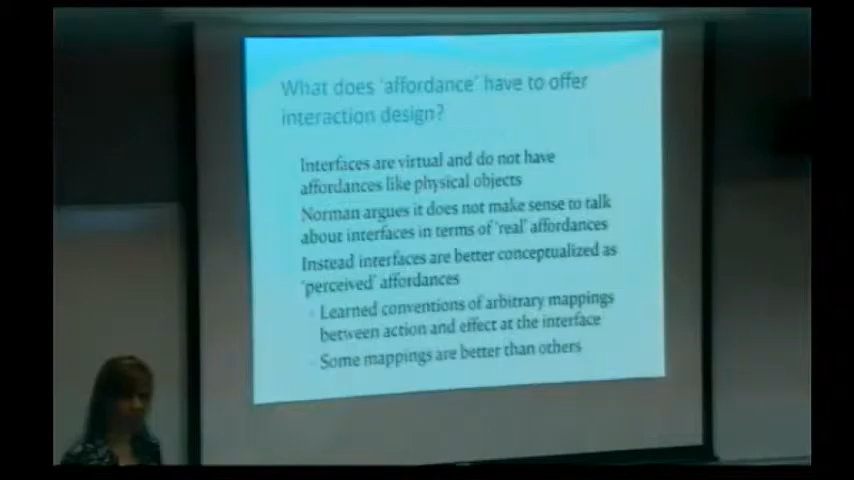 What does 'affordance' have to offer
interaction design?
Interfaces are virtual and do not have
affordances like physical objects
Norman argues it does not make sense to talk
about interfaces in terms of 'real' affordances
Instead interfaces are better conceptualized as
'perceived' affordances
Learned conventions of arbitrary mappings
between action and effect at the interface
Some mappings are better than others